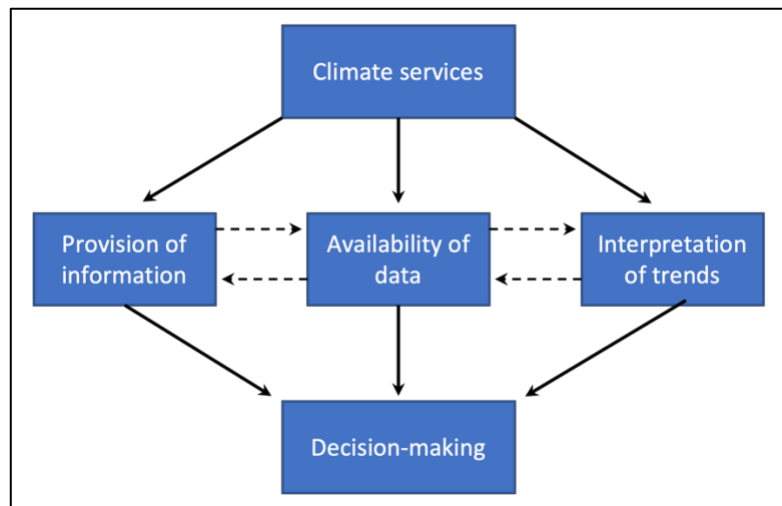 Climate services
Provision of
information
Availability of
data
Interpretation
of trends
Decision-making